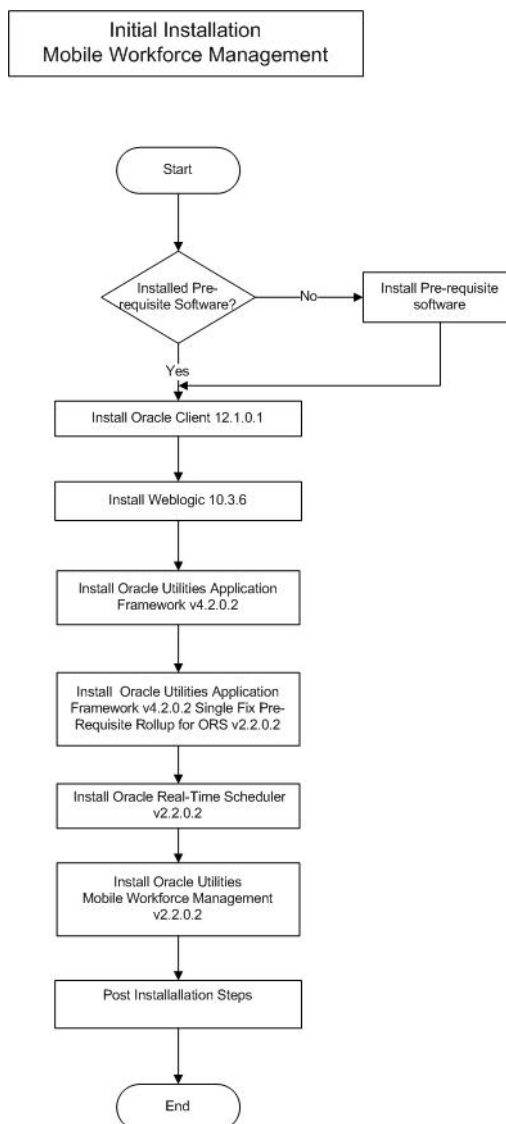 Initial Installation
Mobile Workforce Management
Start
Installed Pre-
requisite Software?
No
Install Pre-requisite
software
Yes
Install Oracle Client 12.1.0.1
Install Weblogic 10.3.6
Install Oracle Utilities Application
Framework v4.2.0.2
Install Oracle Utilities Application
Framework v4.2.0.2 Single Fix Pre-
Requisite Rollup for ORS v2.2.0.2
Install Oracle Real-Time Scheduler
v2.2.0.2
Install Oracle Utilities
Mobile Workforce Management
v2.2.0.2
Post Installallation Steps
End